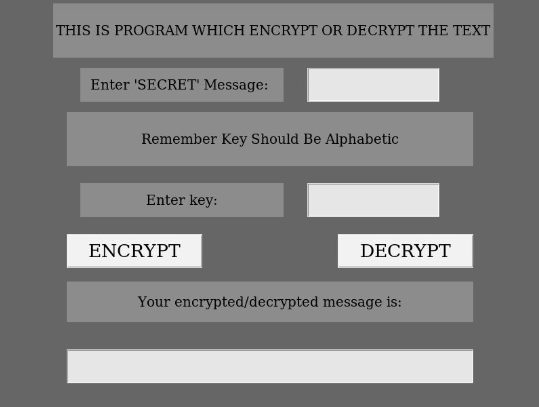 THIS IS PROGRAM WHICH ENCRYPT OR DECRYPT THE TEXT
Enter 'SECRET' Message:
Remember Key Should Be Alphabetic
Enter key:
ENCRYPT DECRYPT
Your encrypted/decrypted message is: